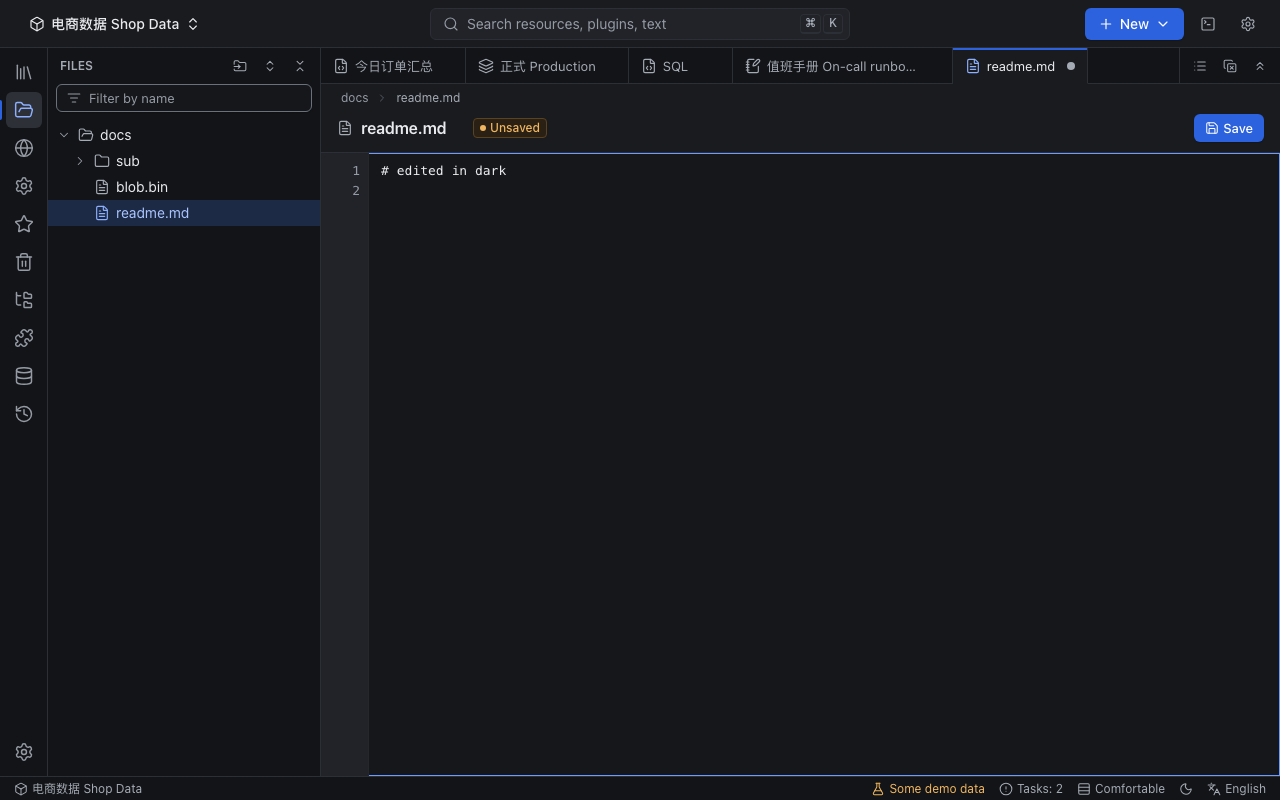 电商数据 Shop Data
Search resources, plugins, text
⌘ K
New
FILES
Filter by name
docs
sub
blob.bin
readme.md
今日订单汇总
正式 Production
SQL
值班手册 On-call runbo...
readme.md
docs
readme.md
readme.md
Unsaved
Save
1 # edited in dark
2
电商数据 Shop Data
Some demo data
Tasks: 2
Comfortable
English